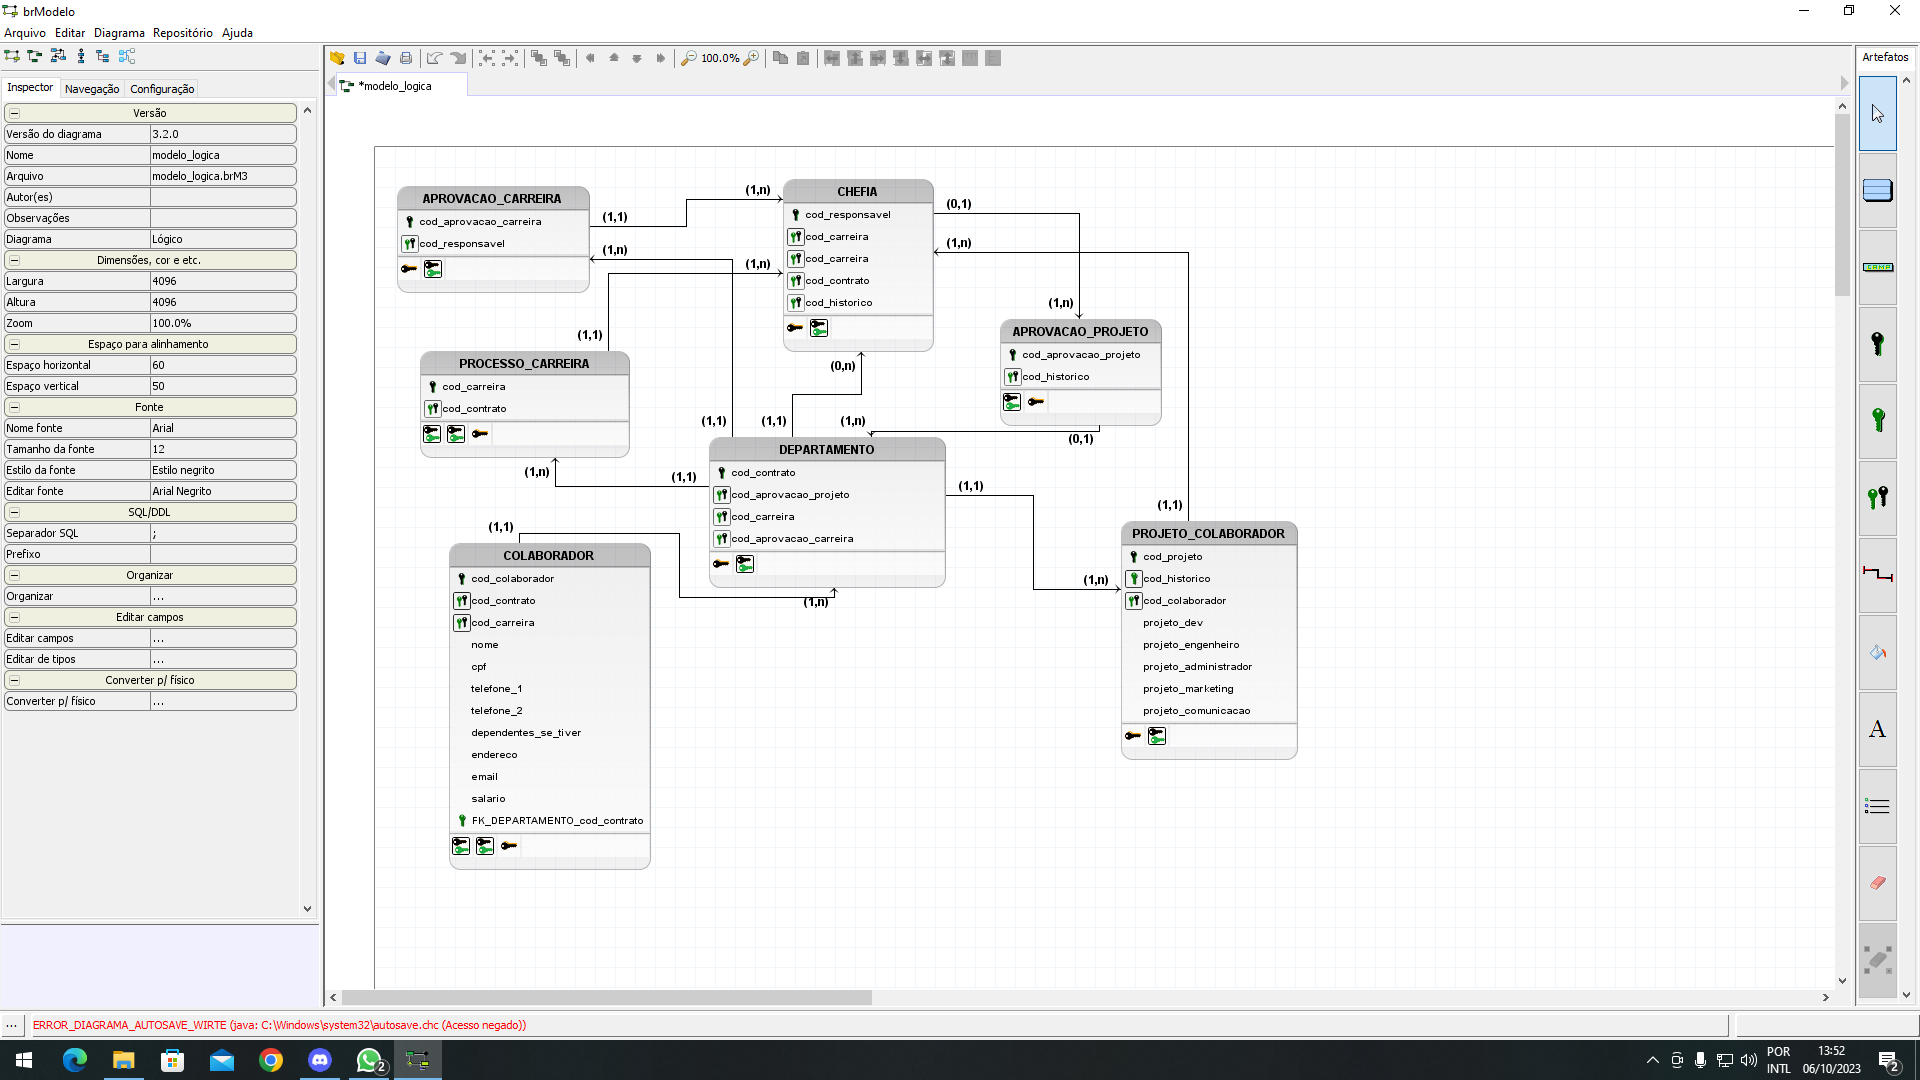 brModelo
Arquivo Editar Diagrama Repositório Ajuda
100.0%
Artefatos
Inspector Navegação Configuração
*modelo_logica
Versão
Versão do diagrama 3.2.0
Nome modelo_logica
Arquivo modelo_logica.brM3
Autor(es)
Observações
Diagrama Lógico
Dimensões, cor e etc.
Largura 4096
Altura 4096
Zoom 100.0%
Espaço para alinhamento
Espaço horizontal 60
Espaço vertical 50
Fonte
Nome fonte Arial
Tamanho da fonte 12
Estilo da fonte Estilo negrito
Editar fonte Arial Negrito
SQL/DDL
Separador SQL ;
Prefixo
Organizar
Organizar ...
Editar campos
Editar campos ...
Editar de tipos ...
Converter p/ físico
Converter p/ físico ...
APROVACAO_CARREIRA
cod_aprovacao_carreira
cod_responsavel
(1,1)
(1,n)
(1,n)
(1,n)
CHEFIA
cod_responsavel
cod_carreira
cod_carreira
cod_contrato
cod_historico
(0,1)
(1,n)
(1,n)
(0,n)
APROVACAO_PROJETO
cod_aprovacao_projeto
cod_historico
(0,1)
(1,1)
PROCESSO_CARREIRA
cod_carreira
cod_contrato
(1,n)
(1,1)
(1,1)
(1,1)
(1,n)
DEPARTAMENTO
cod_contrato
cod_aprovacao_projeto
cod_carreira
cod_aprovacao_carreira
(1,1)
(1,n)
(1,n)
(1,1)
COLABORADOR
cod_colaborador
cod_contrato
cod_carreira
nome
cpf
telefone_1
telefone_2
dependentes_se_tiver
endereco
email
salario
FK_DEPARTAMENTO_cod_contrato
(1,1)
PROJETO_COLABORADOR
cod_projeto
cod_historico
cod_colaborador
projeto_dev
projeto_engenheiro
projeto_administrador
projeto_marketing
projeto_comunicacao
CAMP
A
... ERROR_DIAGRAMA_AUTOSAVE_WIRTE (java: C:\Windows\system32\autosave.chc (Acesso negado))
2
POR
INTL
13:52
06/10/2023
2